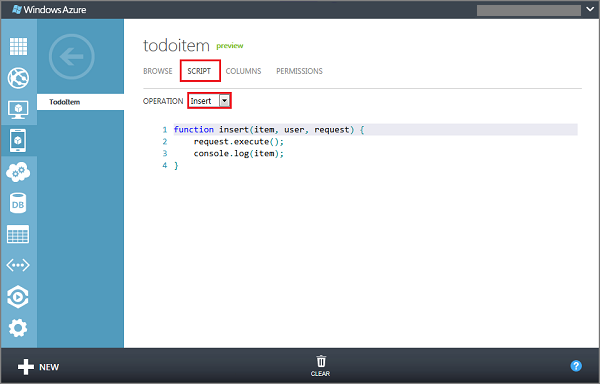 Windows Azure
todoitem preview
BROWSE SCRIPT COLUMNS PERMISSIONS
TodoItem
OPERATION Insert
1 function insert(item, user, request) {
2 request.execute();
3 console.log(item);
4 }
DB
+ NEW
CLEAR
?